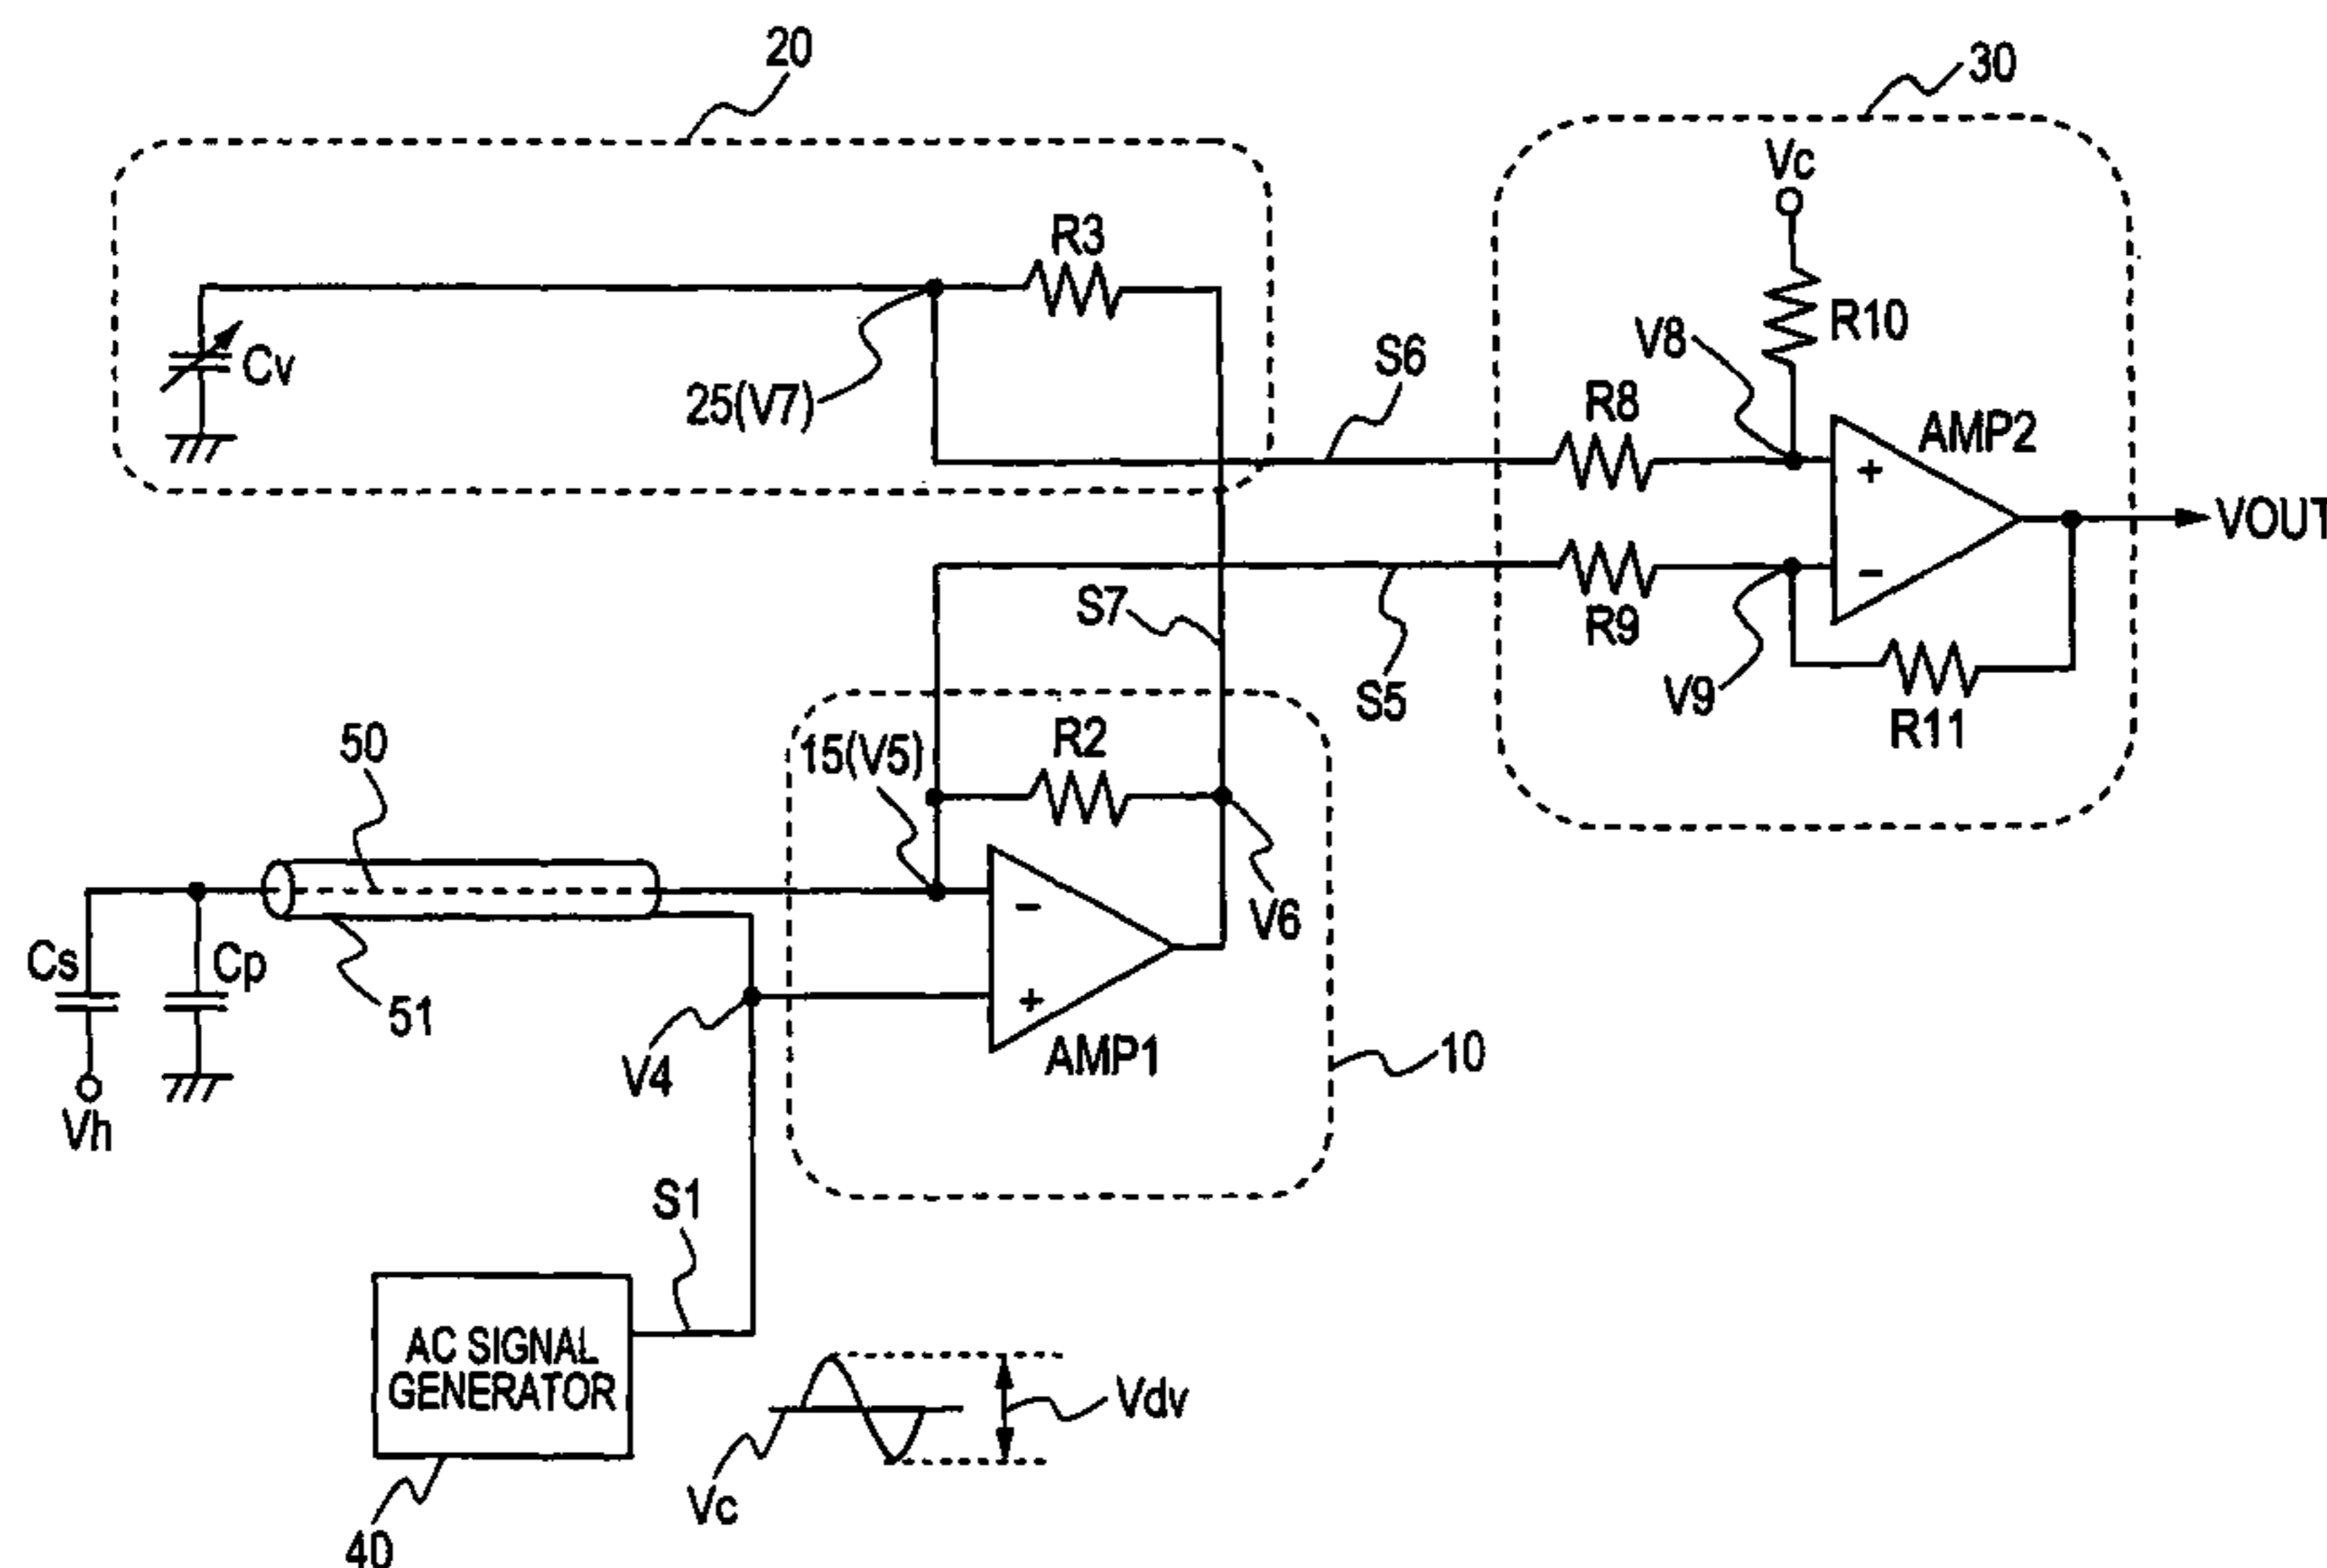 20
30
Vc
R3
R10
Cv
V8
S6
25(V7)
R8
AMP2
+
VOUT
−
S7
R9
V9
S5
R11
50
15(V5)
R2
−
V6
Cs
Cp
51
+
V4
AMP1
10
Vh
S1
AC SIGNAL
GENERATOR
Vdv
Vc
40